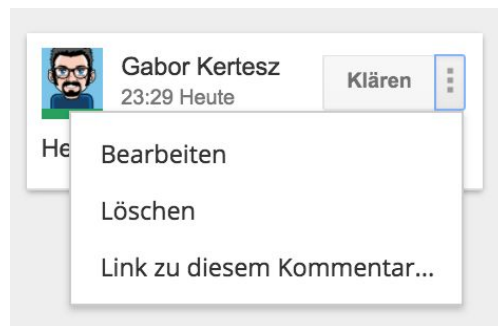 Gabor Kertesz
23:29 Heute
Klären
He
Bearbeiten
Löschen
Link zu diesem Kommentar...